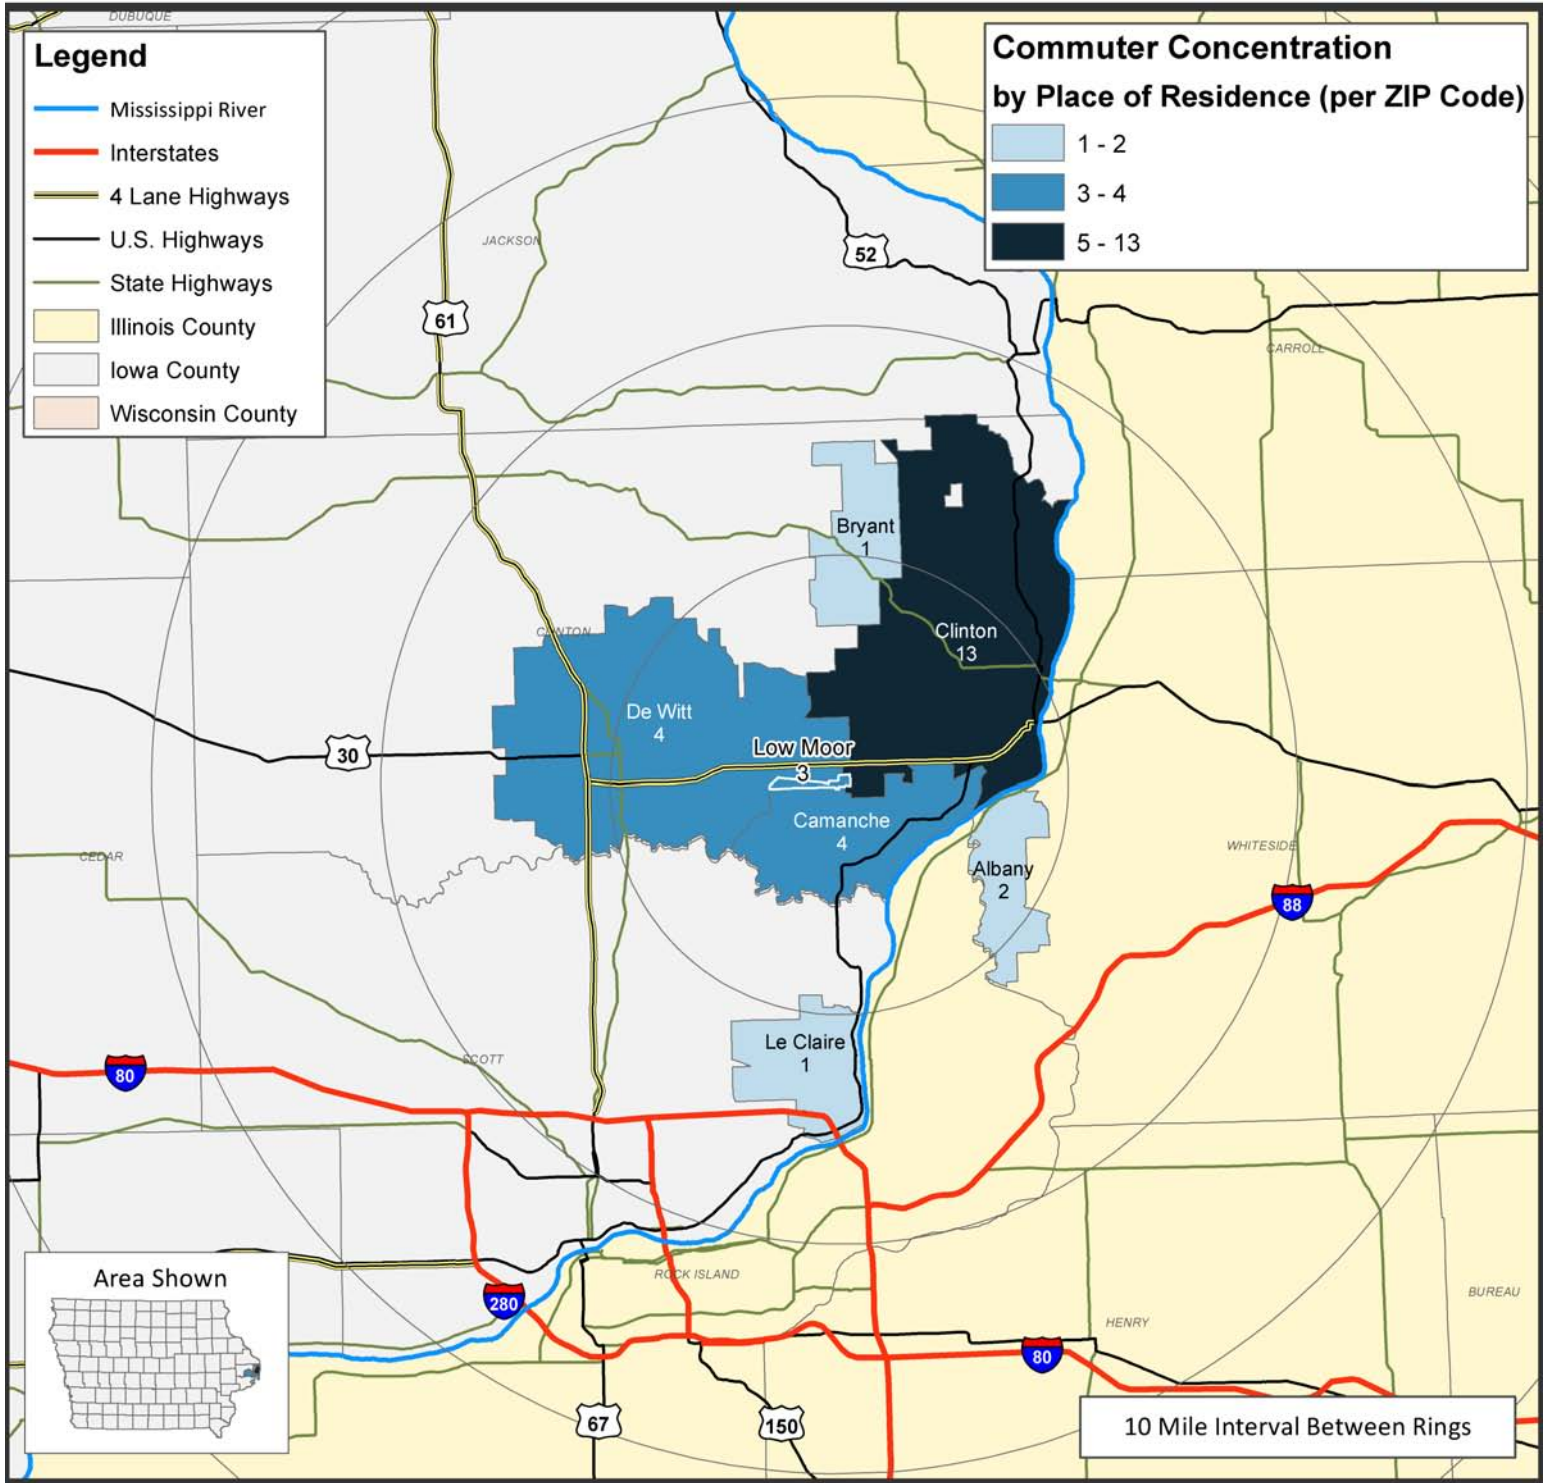 DUBUQUE
Legend
Mississippi River
Interstates
4 Lane Highways
U.S. Highways
State Highways
Illinois County
Iowa County
Wisconsin County
Commuter Concentration
by Place of Residence (per ZIP Code)
1 - 2
3 - 4
5 - 13
JACKSON
52
61
CARROLL
Bryant
1
CLINTON
Clinton
13
De Witt
4
Low Moor
3
30
Camanche
4
CEDAR
WHITESIDE
Albany
2
88
Le Claire
1
SCOTT
80
Area Shown
280
ROCK ISLAND
BUREAU
HENRY
80
67
150
10 Mile Interval Between Rings